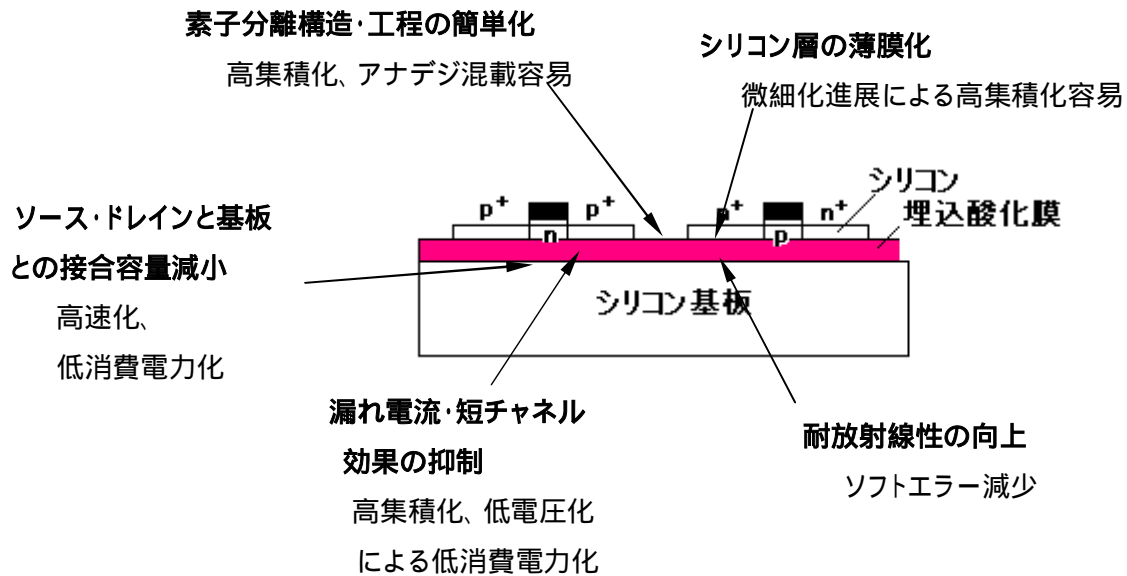 素子分離構造・工程の簡単化
高集積化、アナデジ混載容易
シリコン層の薄膜化
微細化進展による高集積化容易
シリコン
埋込酸化膜
p+
p+
n+
n+
n
p
ソース・ドレインと基板
との接合容量減小
高速化、
低消費電力化
シリコン基板
漏れ電流・短チャネル
効果の抑制
高集積化、低電圧化
による低消費電力化
耐放射線性の向上
ソフトエラー減少